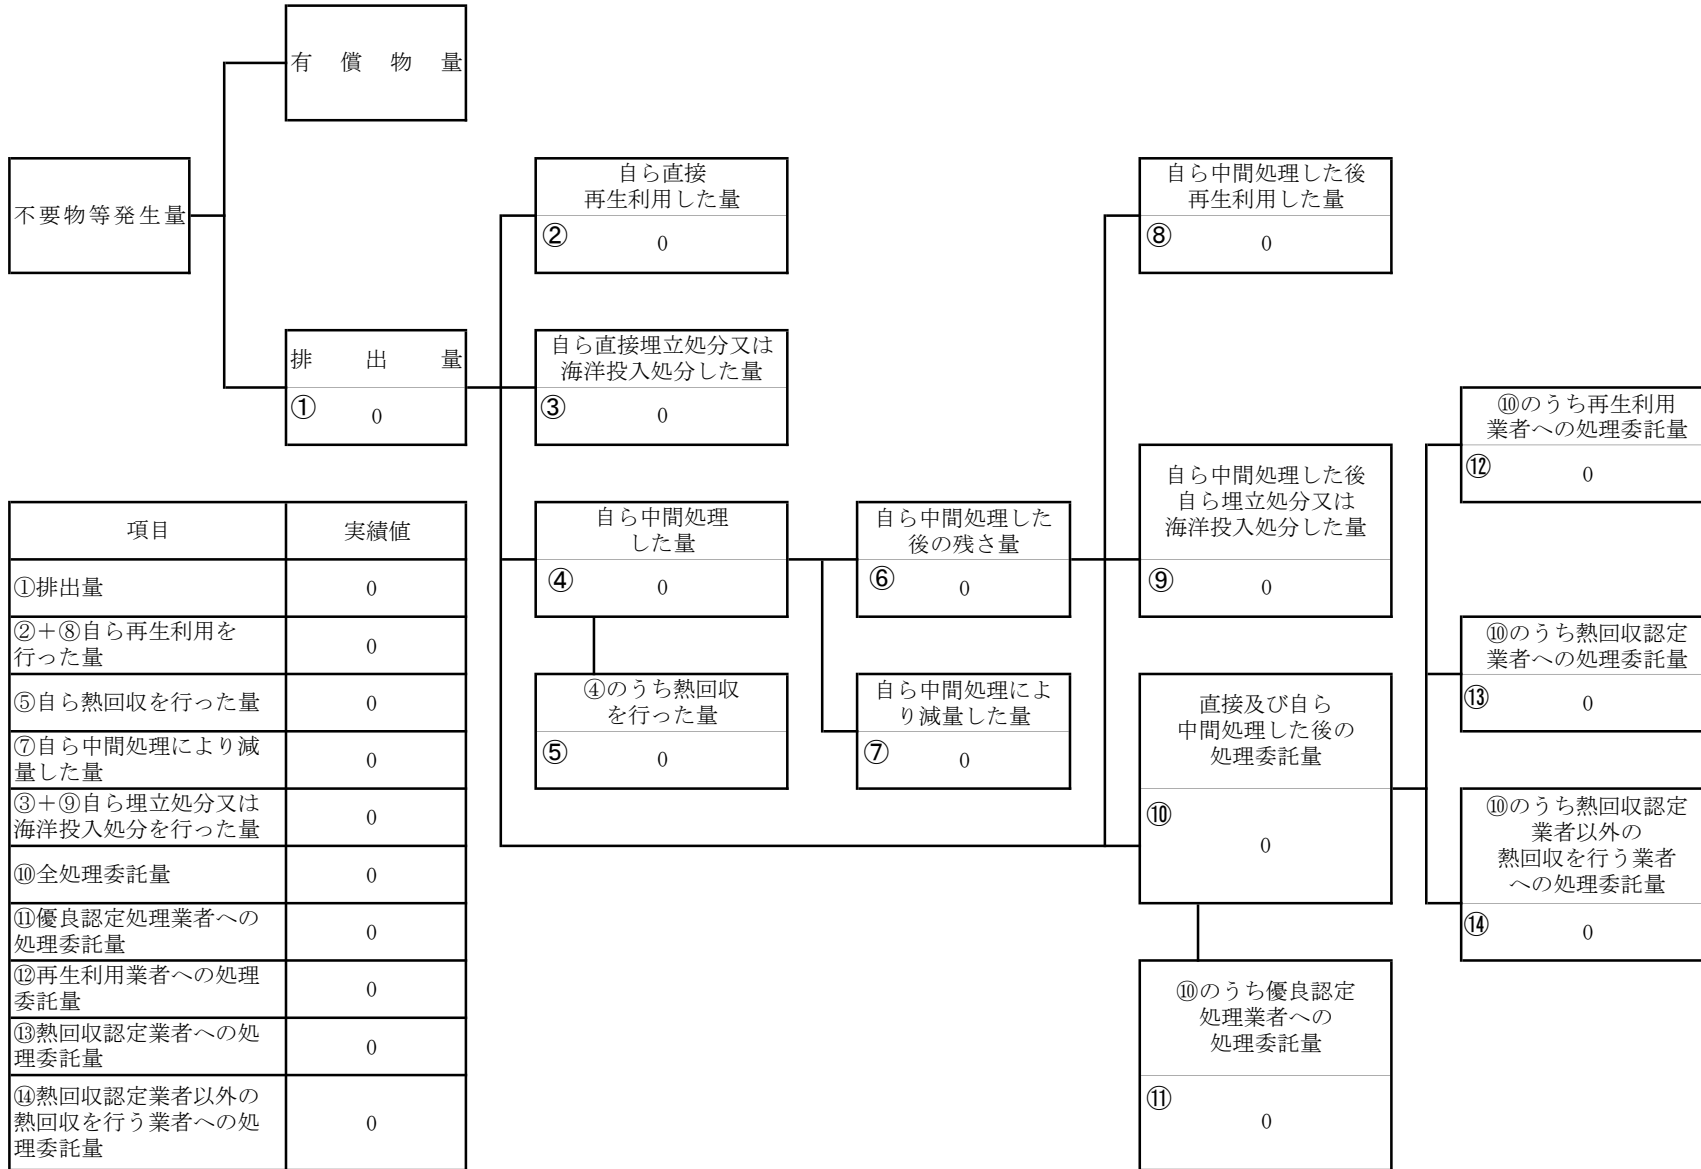 有償物量
不要物等発生量
排出量
①
0
自ら直接
再生利用した量
②
0
自ら直接埋立処分又は
海洋投入処分した量
③
0
自ら中間処理
した量
④
0
④のうち熱回収
を行った量
⑤
0
自ら中間処理した
後の残さ量
⑥
0
自ら中間処理によ
り減量した量
⑦
0
自ら中間処理した後
再生利用した量
⑧
0
自ら中間処理した後
自ら埋立処分又は
海洋投入処分した量
⑨
0
直接及び自ら
中間処理した後の
処理委託量
⑩
0
⑩のうち優良認定
処理業者への
処理委託量
⑪
0
⑩のうち再生利用
業者への処理委託量
⑫
0
⑩のうち熱回収認定
業者への処理委託量
⑬
0
⑩のうち熱回収認定
業者以外の
熱回収を行う業者
への処理委託量
⑭
0
項目 実績値
①排出量 0
②+⑧自ら再生利用を
行った量 0
⑤自ら熱回収を行った量 0
⑦自ら中間処理により減
量した量 0
③+⑨自ら埋立処分又は
海洋投入処分を行った量 0
⑩全処理委託量 0
⑪優良認定処理業者への
処理委託量 0
⑫再生利用業者への処理
委託量 0
⑬熱回収認定業者への処
理委託量 0
⑭熱回収認定業者以外の
熱回収を行う業者への処
理委託量 0